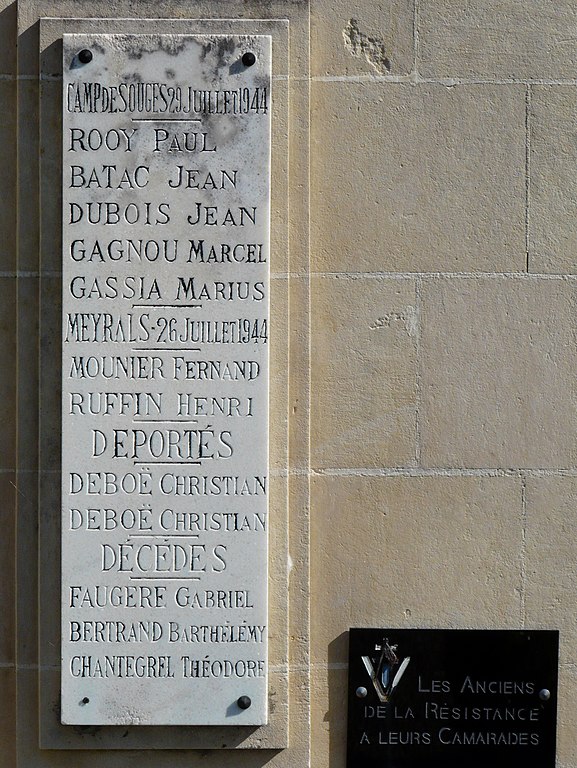 CAMP DE SOUGES 29 JUILLET 1944
ROOY PAUL
BATAC JEAN
DUBOIS JEAN
GAGNOU MARCEL
GASSIA MARIUS
MEYRALS - 26 JUILLET 1944
MOUNIER FERNAND
RUFFIN HENRI
DEPORTÉS
DEBOË CHRISTIAN
DEBOË CHRISTIAN
DÉCÉDES
FAUGERE GABRIEL
BERTRAND BARTHÉLÉMY
CHANTEGREL THÉODORE
LES ANCIENS
DE LA RÉSISTANCE
A LEURS CAMARADES